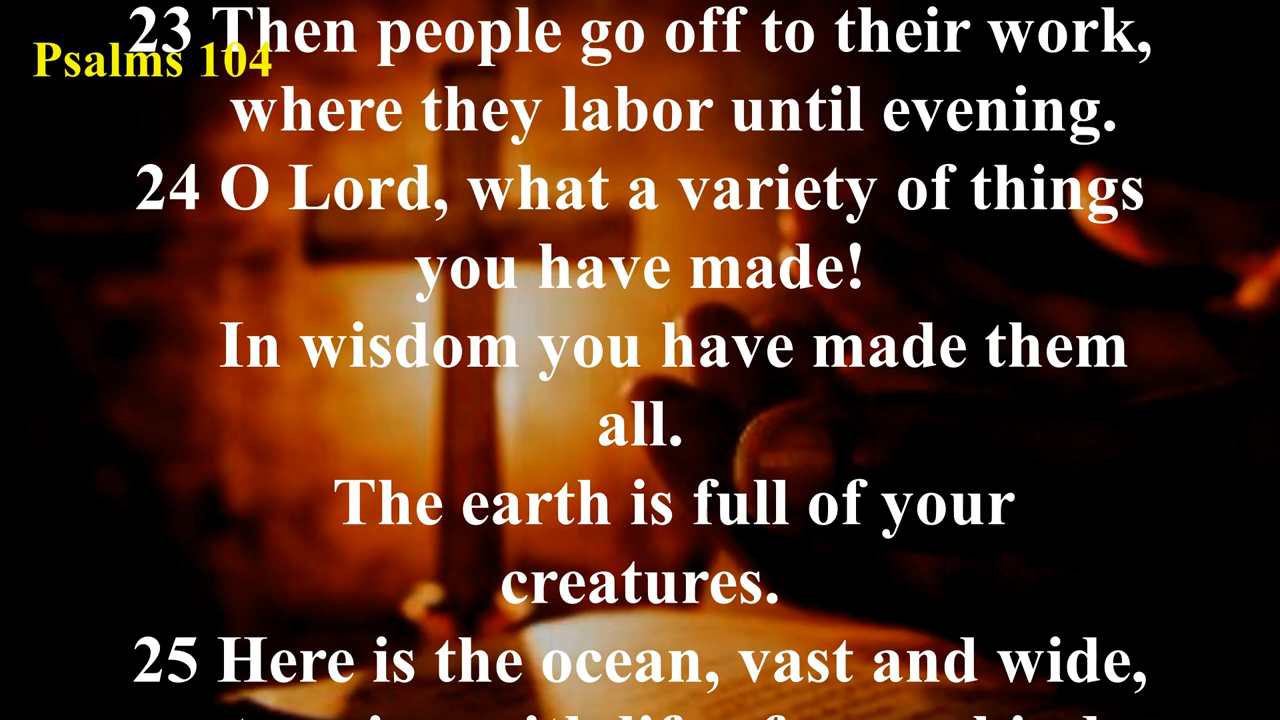 23 Then people go off to their work,
Psalms 104
where they labor until evening.
24 O Lord, what a variety of things
you have made!
In wisdom you have made them
all.
The earth is full of your
creatures.
25 Here is the ocean, vast and wide,